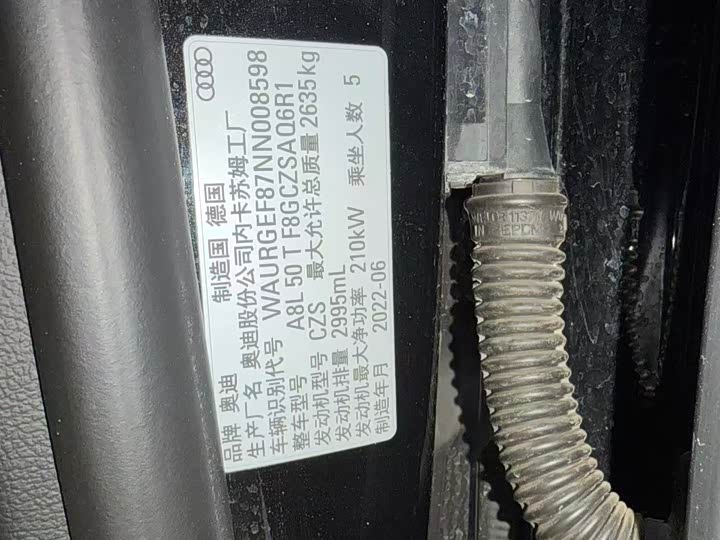 品牌 奥迪 制造国 德国
生产厂名 奥迪股份公司内卡苏姆工厂
车辆识别代号 WAURGEF87NN008598
整车型号 A8L 50 T F8GCZSAQ6R1
发动机型号 CZS 最大允许总质量 2635kg
发动机排量 2995mL
发动机最大净功率 210kW 乘坐人数 5
制造年月 2022-06